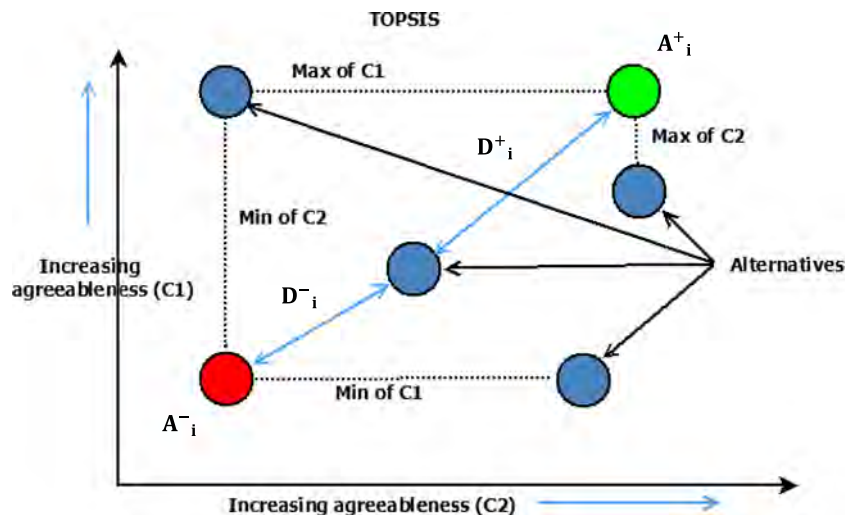 TOPSIS
A⁺ᵢ
Max of C1
D⁺ᵢ
Max of C2
Min of C2
Increasing
agreeableness (C1)
Alternatives
D⁻ᵢ
Min of C1
A⁻ᵢ
Increasing agreeableness (C2)